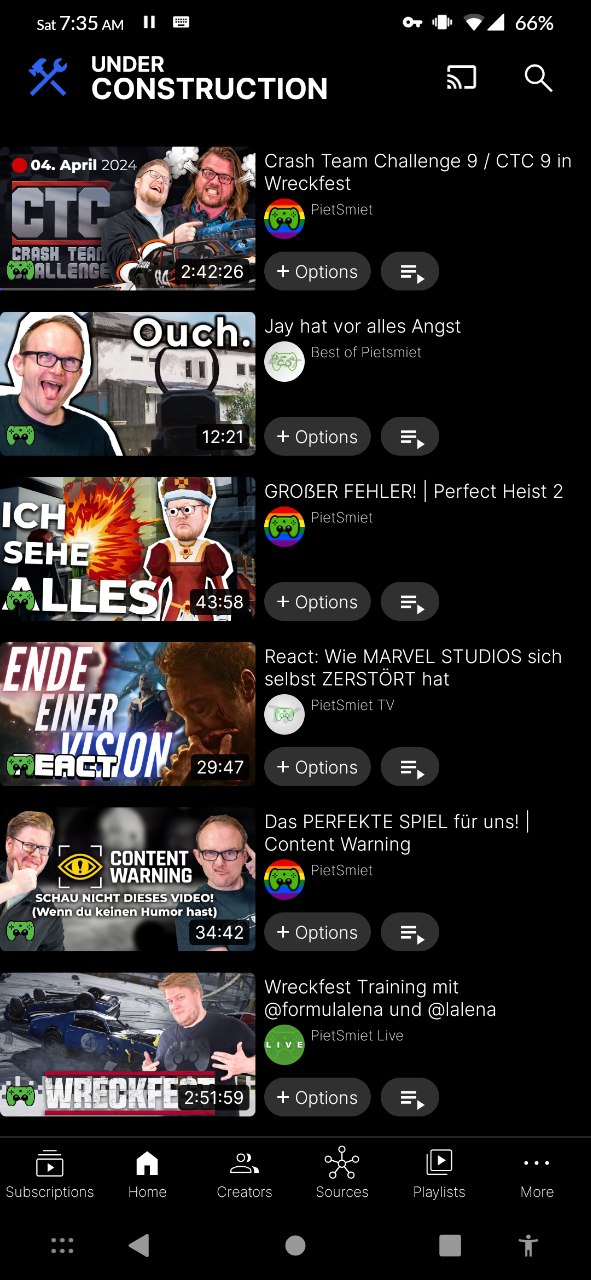 Sat 7:35 AM
66%
UNDER
CONSTRUCTION
04. April 2024
CTC
CRASH TEAM
CHALLENGE
2:42:26
Crash Team Challenge 9 / CTC 9 in
Wreckfest
PietSmiet
+ Options
Ouch.
12:21
Jay hat vor alles Angst
Best of Pietsmiet
+ Options
ICH
SEHE
ALLES
43:58
GROßER FEHLER! | Perfect Heist 2
PietSmiet
+ Options
ENDE
EINER
VISION
REACT
29:47
React: Wie MARVEL STUDIOS sich
selbst ZERSTÖRT hat
PietSmiet TV
+ Options
CONTENT
WARNING
SCHAU NICHT DIESES VIDEO!
(Wenn du keinen Humor hast)
34:42
Das PERFEKTE SPIEL für uns! |
Content Warning
PietSmiet
+ Options
WRECKFEST
2:51:59
Wreckfest Training mit
@formulalena und @lalena
LIVE
PietSmiet Live
+ Options
Subscriptions
Home
Creators
Sources
Playlists
More